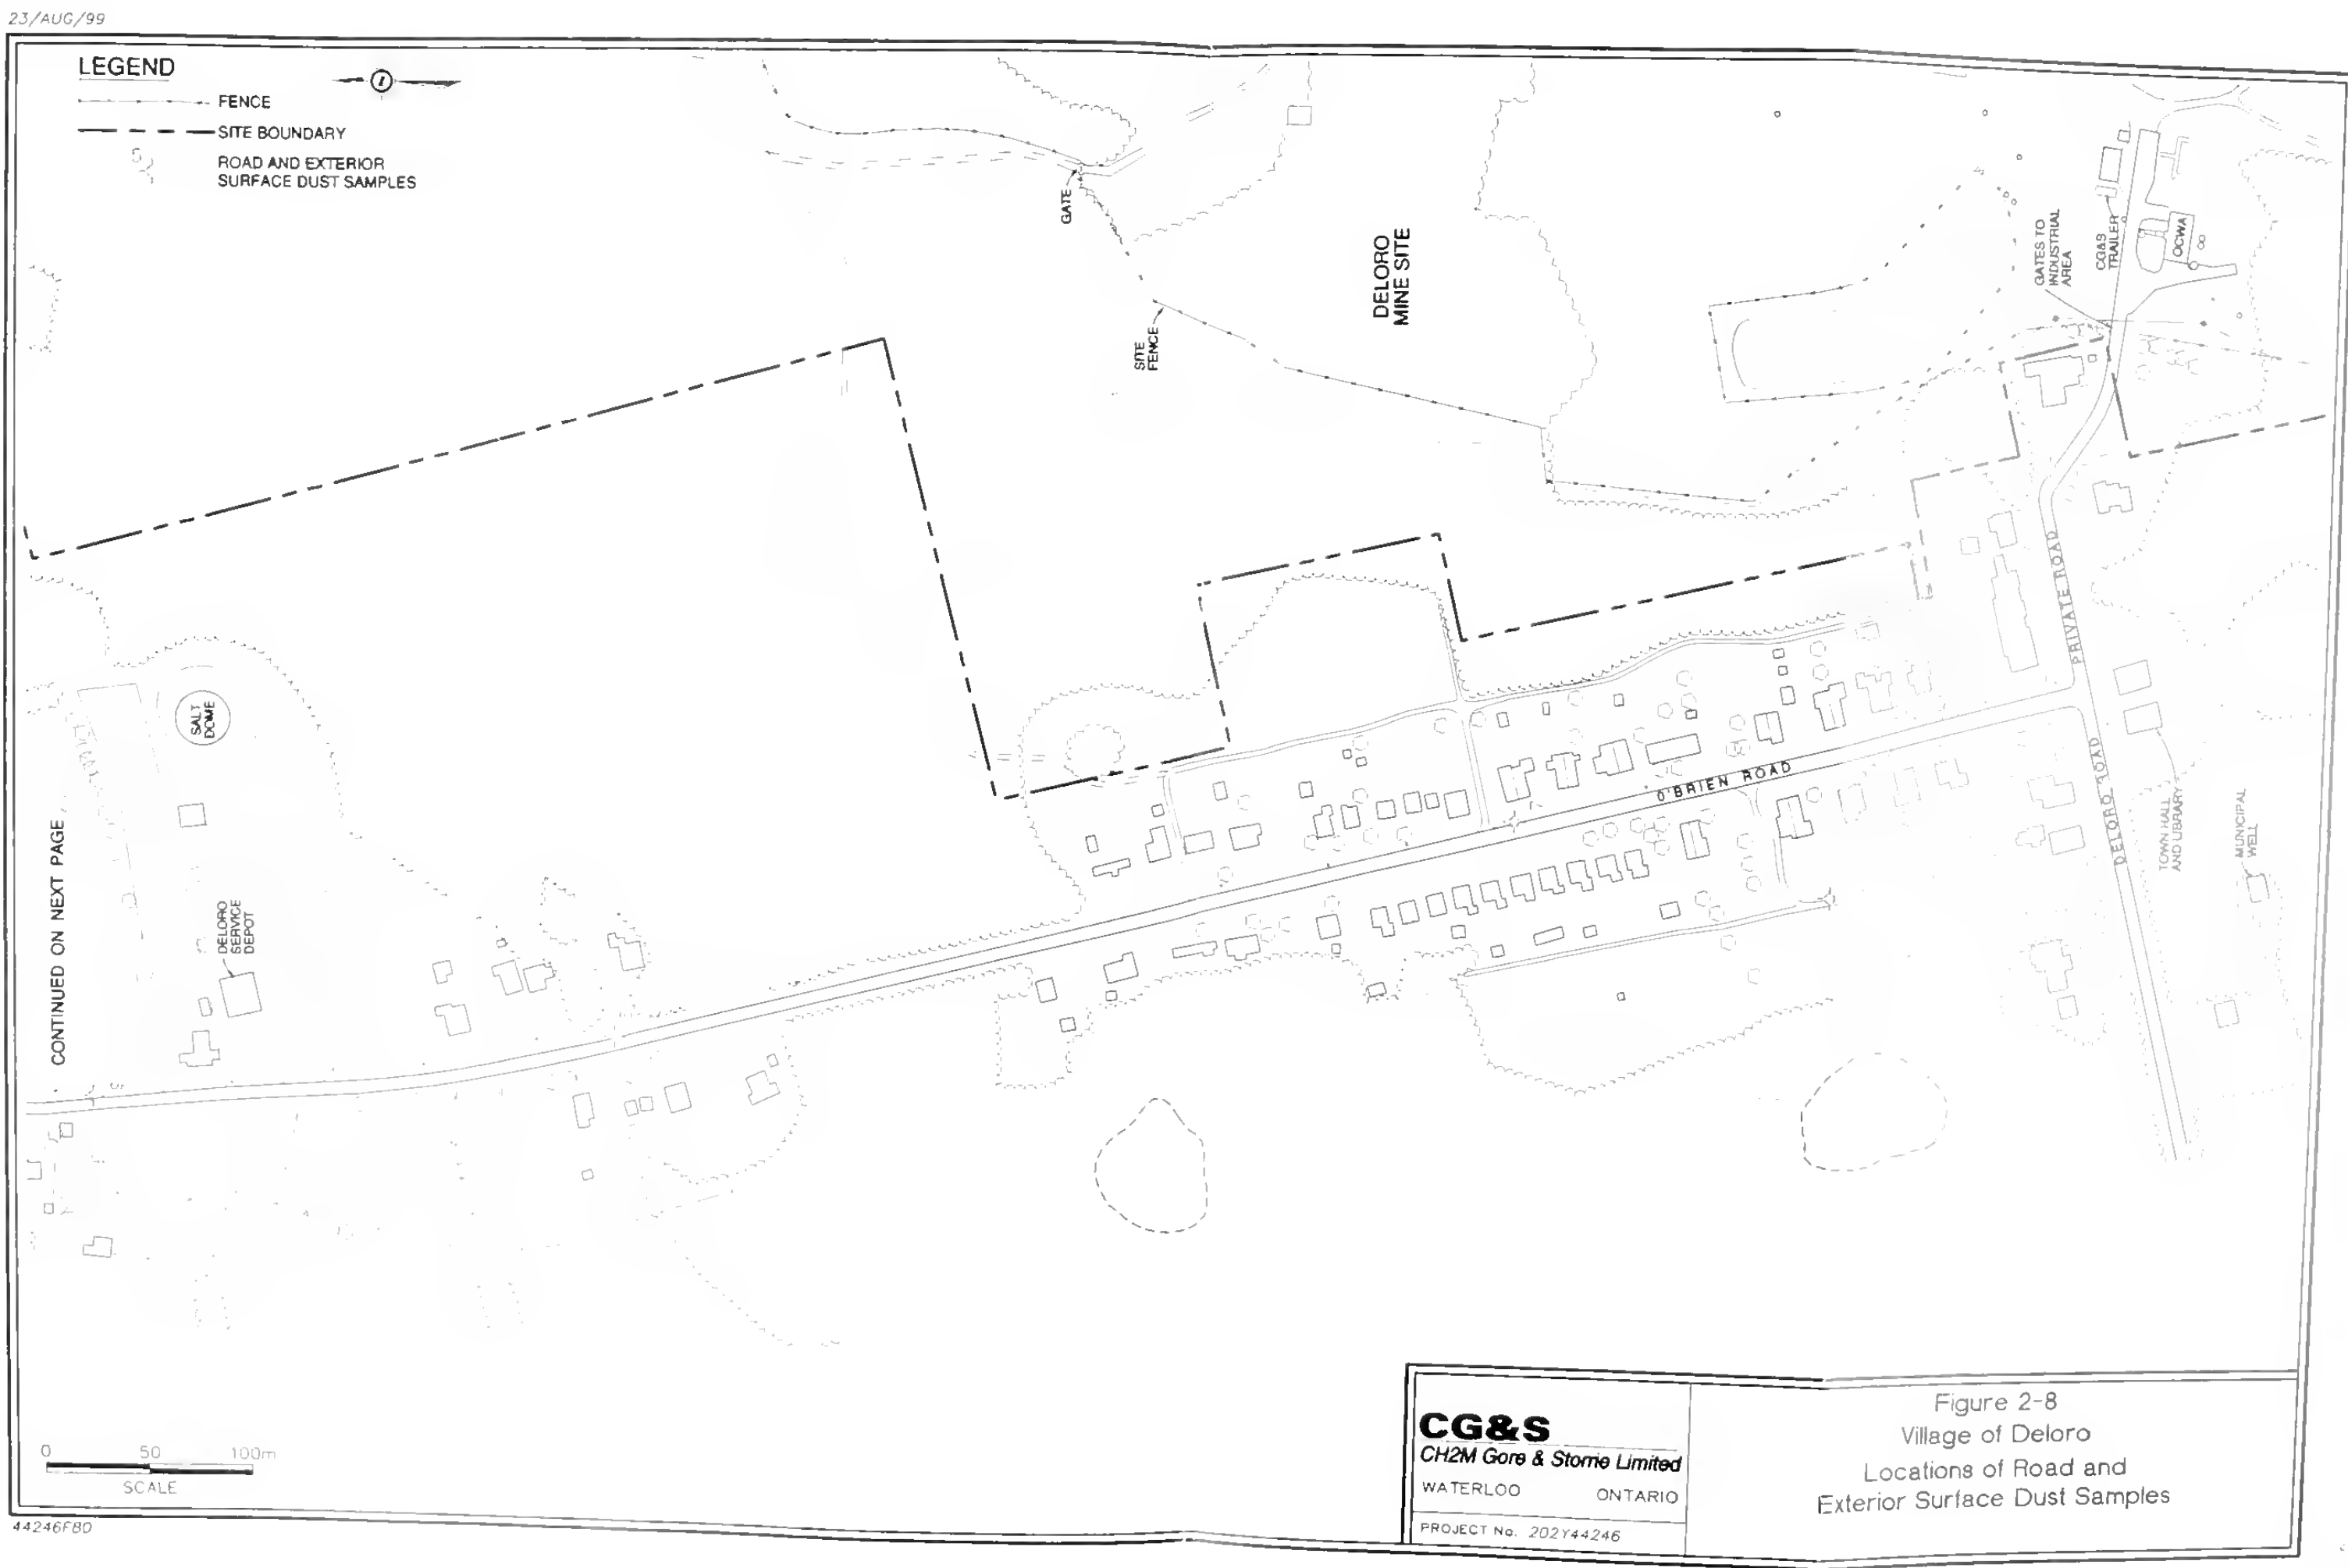 23/AUG/99
LEGEND
FENCE
SITE BOUNDARY
ROAD AND EXTERIOR
SURFACE DUST SAMPLES
GATE
SITE
FENCE
DELORO
MINE SITE
GATES TO
INDUSTRIAL
AREA
CG&S
TRAILER
OCWA
SALT
DOME
CONTINUED ON NEXT PAGE
DELORO
SERVICE
DEPOT
O'BRIEN ROAD
PRIVATE ROAD
DELORO ROAD
TOWN HALL
AND LIBRARY
MUNICIPAL
WELL
0 50 100m
SCALE
CG&S
CH2M Gore & Storrie Limited
WATERLOO ONTARIO
PROJECT No. 202Y44246
Figure 2-8
Village of Deloro
Locations of Road and
Exterior Surface Dust Samples
44246F8D